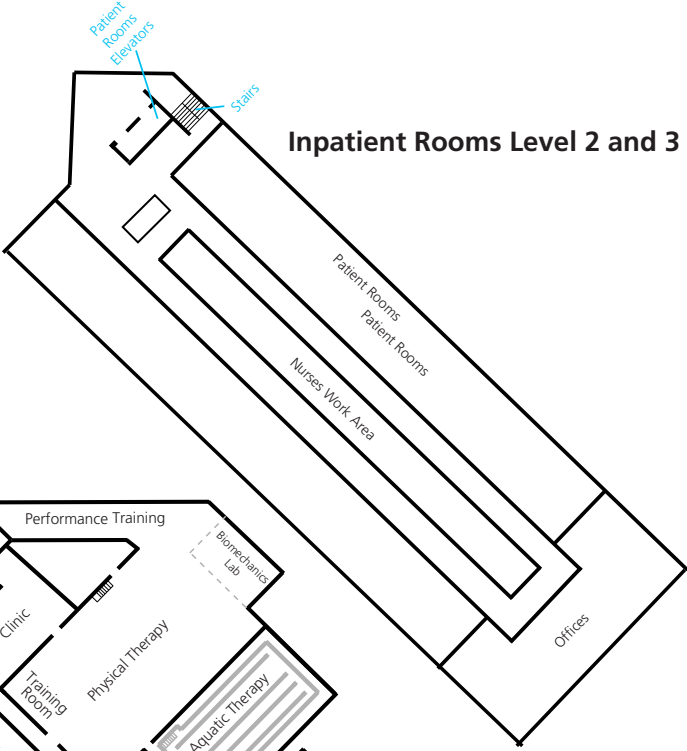 Patient
Rooms
Elevators
Stairs
Inpatient Rooms Level 2 and 3
Patient Rooms
Patient Rooms
Nurses Work Area
Offices
Performance Training
Biomechanics
Lab
Clinic
Physical Therapy
Training
Room
Aquatic Therapy